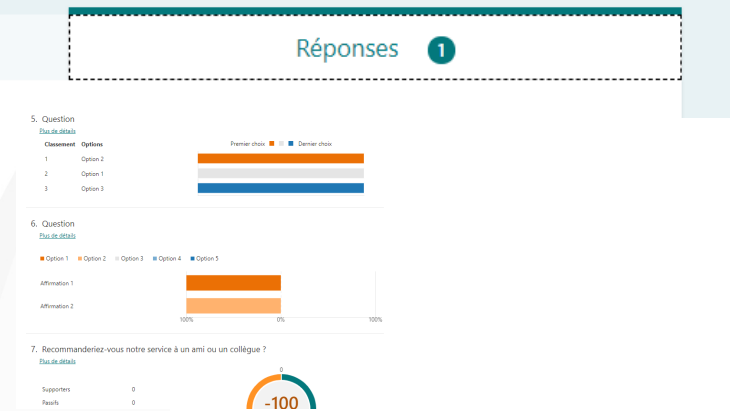 Réponses 1
5. Question
Plus de détails
Classement Options Premier choix Dernier choix
1 Option 2
2 Option 1
3 Option 3
6. Question
Plus de détails
Option 1 Option 2 Option 3 Option 4 Option 5
Affirmation 1
Affirmation 2
100% 0% 100%
7. Recommanderiez-vous notre service à un ami ou un collègue ?
Plus de détails
0
Supporters 0
Passifs 0
-100